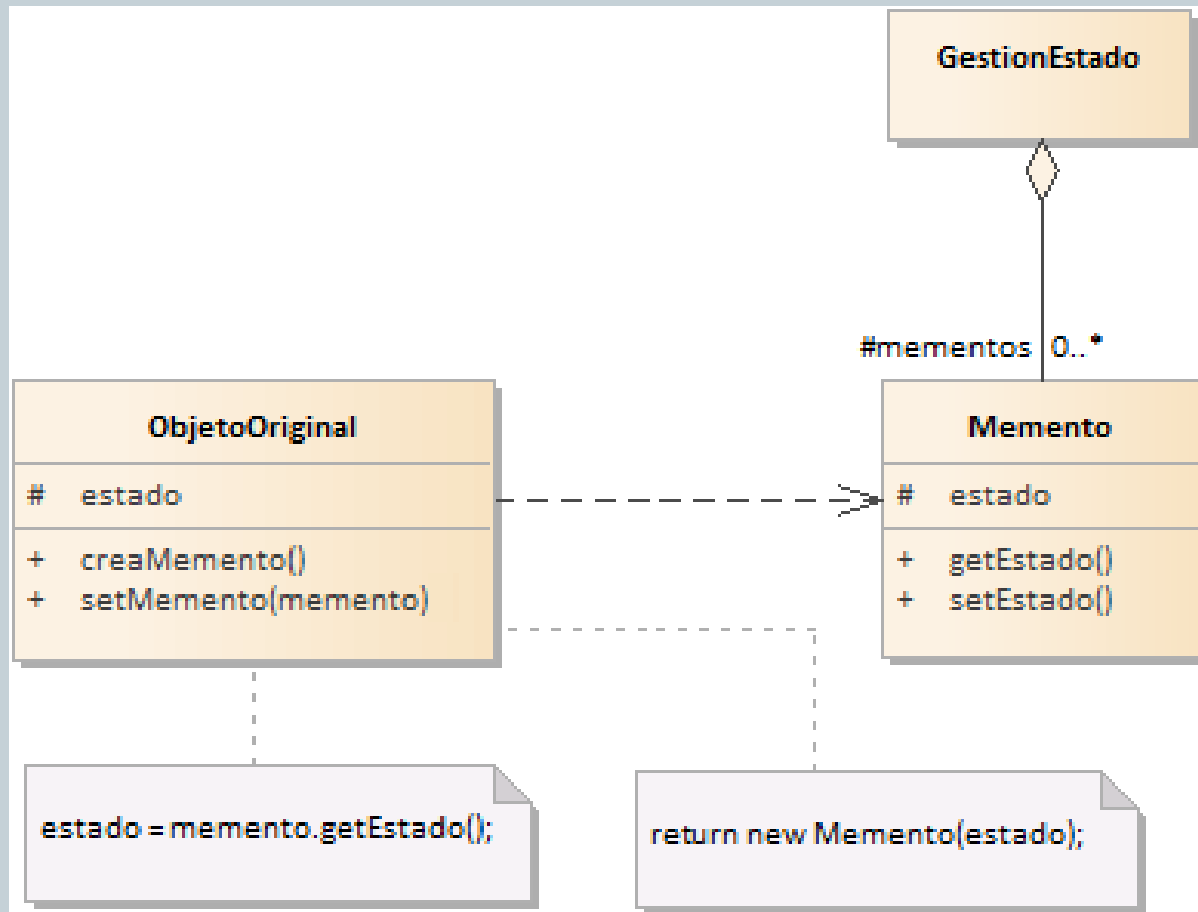 GestionEstado
#mementos 0..*
ObjetoOriginal
# estado
+ creaMemento()
+ setMemento(memento)
Memento
# estado
+ getEstado()
+ setEstado()
estado = memento.getEstado();
return new Memento(estado);